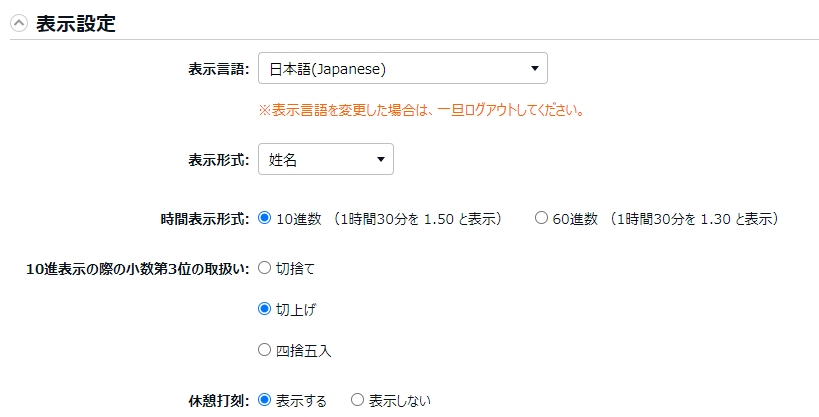 表示設定
表示言語: 日本語(Japanese)
※表示言語を変更した場合は、一旦ログアウトしてください。
表示形式: 姓名
時間表示形式: 10進数 （1時間30分を 1.50 と表示） 60進数 （1時間30分を 1.30 と表示）
10進表示の際の小数第3位の取扱い: 切捨て
切上げ
四捨五入
休憩打刻: 表示する 表示しない